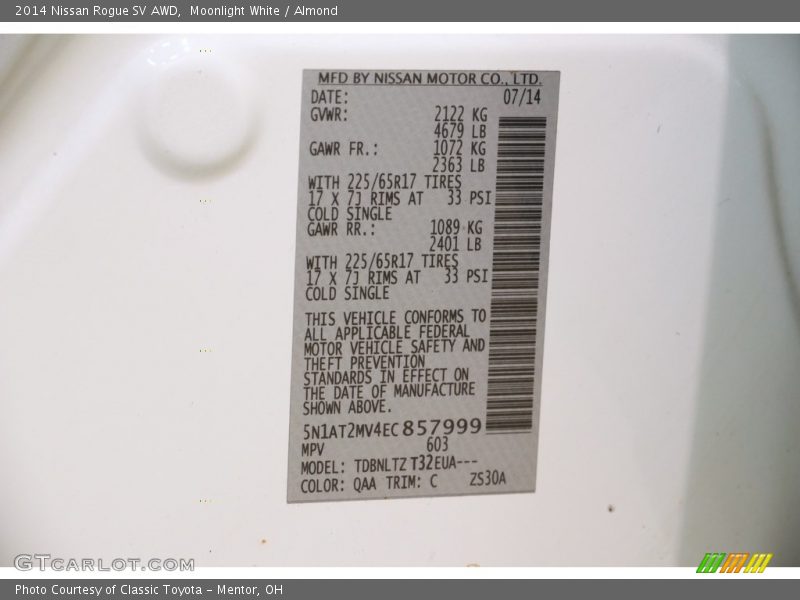 2014 Nissan Rogue SV AWD,  Moonlight White / Almond
MFD BY NISSAN MOTOR CO., LTD.
DATE: 07/14
GVWR: 2122 KG
4679 LB
GAWR FR.: 1072 KG
2363 LB
WITH 225/65R17 TIRES
17 X 7J RIMS AT 33 PSI
COLD SINGLE
GAWR RR.: 1089 KG
2401 LB
WITH 225/65R17 TIRES
17 X 7J RIMS AT 33 PSI
COLD SINGLE
THIS VEHICLE CONFORMS TO
ALL APPLICABLE FEDERAL
MOTOR VEHICLE SAFETY AND
THEFT PREVENTION
STANDARDS IN EFFECT ON
THE DATE OF MANUFACTURE
SHOWN ABOVE.
5N1AT2MV4EC857999
MPV 603
MODEL: TDBNLTZ T32EUA---
COLOR: QAA TRIM: C ZS30A
GTCARLOT.COM
Photo Courtesy of Classic Toyota - Mentor, OH